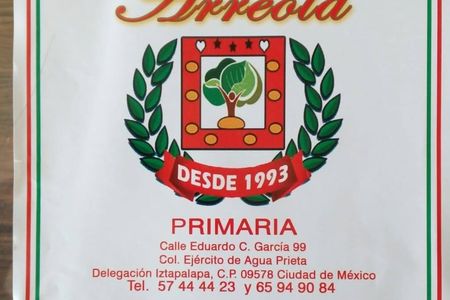 Arreola
DESDE 1993
PRIMARIA
Calle Eduardo C. García 99
Col. Ejército de Agua Prieta
Delegación Iztapalapa, C.P. 09578 Ciudad de México
Tel. 57 44 44 23 y 65 94 90 84